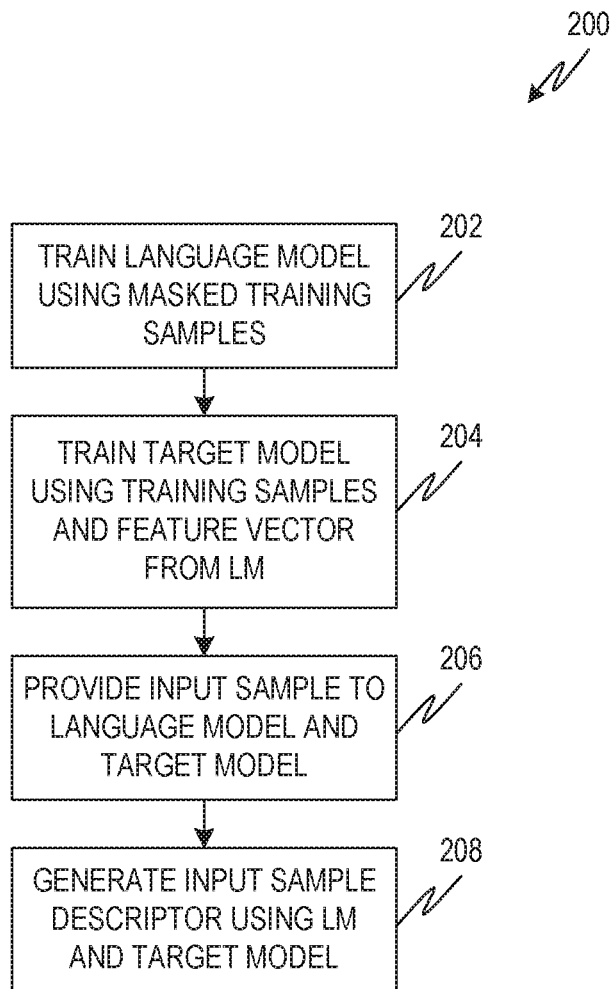 200
202
TRAIN LANGUAGE MODEL
USING MASKED TRAINING
SAMPLES
204
TRAIN TARGET MODEL
USING TRAINING SAMPLES
AND FEATURE VECTOR
FROM LM
206
PROVIDE INPUT SAMPLE TO
LANGUAGE MODEL AND
TARGET MODEL
208
GENERATE INPUT SAMPLE
DESCRIPTOR USING LM
AND TARGET MODEL